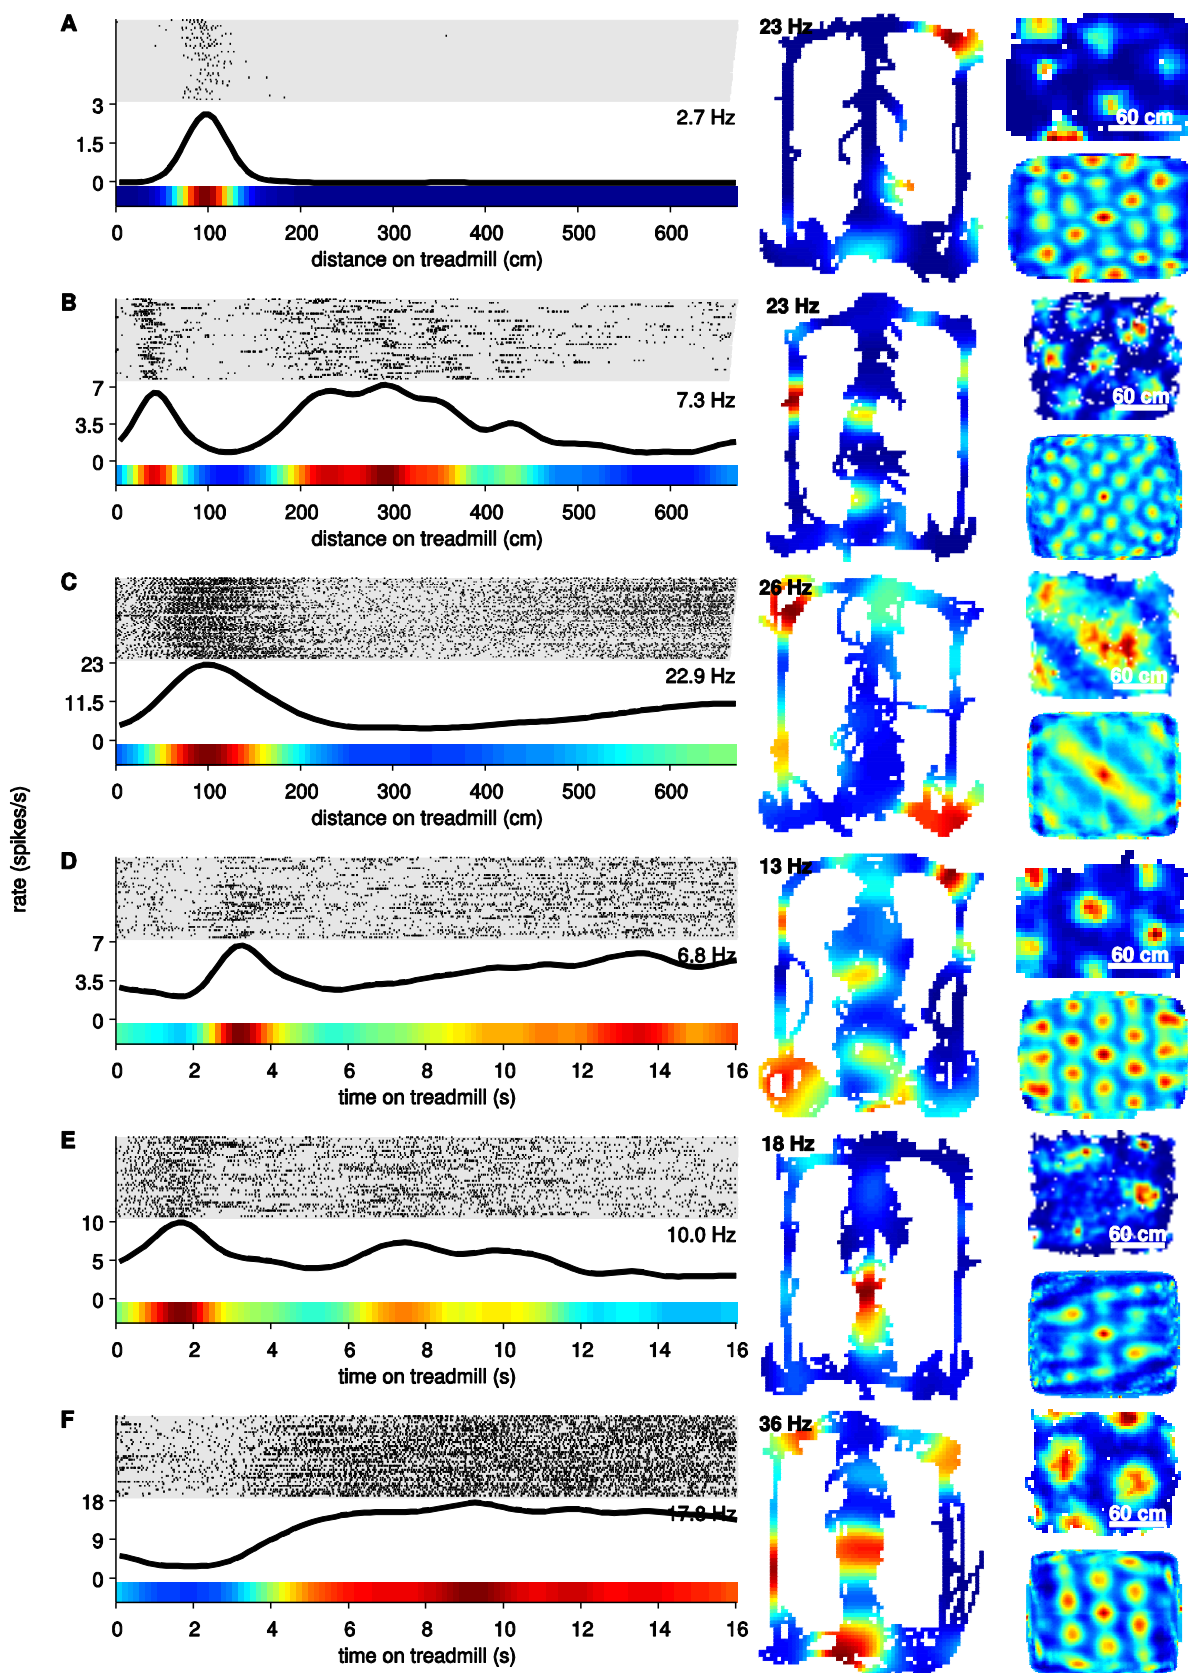 A
3
1.5
0
2.7 Hz
0 100 200 300 400 500 600
distance on treadmill (cm)
23 Hz
60 cm
B
7
3.5
0
7.3 Hz
0 100 200 300 400 500 600
distance on treadmill (cm)
23 Hz
60 cm
C
23
11.5
0
22.9 Hz
0 100 200 300 400 500 600
distance on treadmill (cm)
26 Hz
60 cm
rate (spikes/s)
D
7
3.5
0
6.8 Hz
0 2 4 6 8 10 12 14 16
time on treadmill (s)
13 Hz
60 cm
E
10
5
0
10.0 Hz
0 2 4 6 8 10 12 14 16
time on treadmill (s)
18 Hz
60 cm
F
18
9
0
17.8 Hz
0 2 4 6 8 10 12 14 16
time on treadmill (s)
36 Hz
60 cm